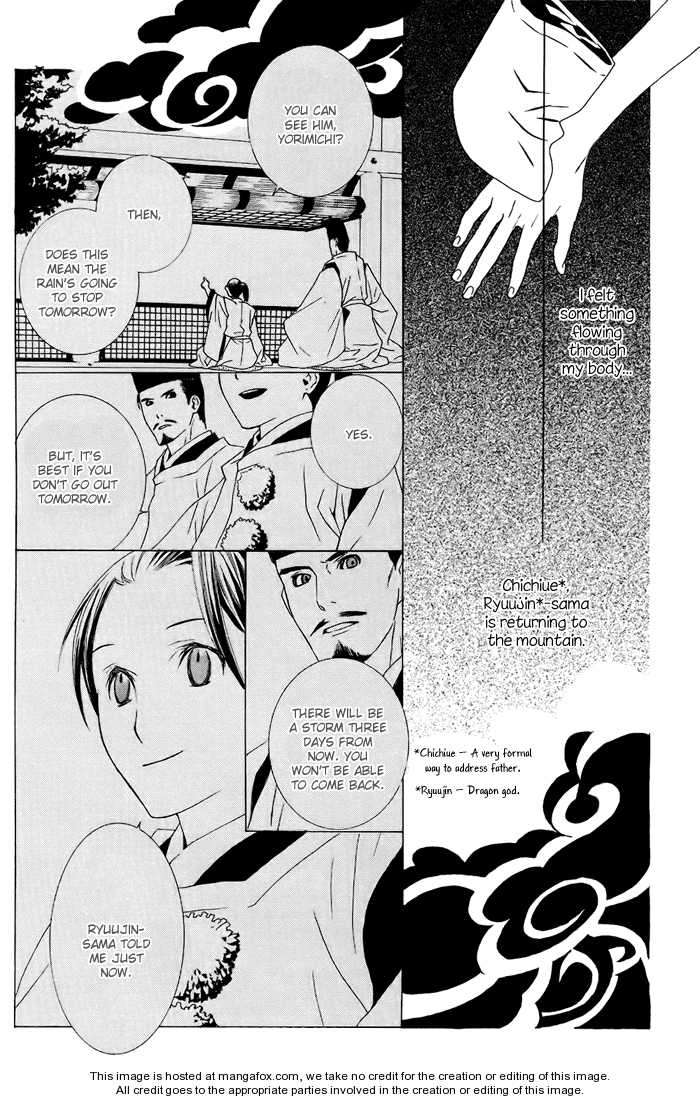 I felt
something
flowing
through
my body...
Chichiue*
Ryuujin*-sama
is returning to
the mountain.
*Chichiue – A very formal
way to address father.
*Ryuujin – Dragon god.
YOU CAN
SEE HIM,
YORIMICHI?
THEN,
DOES THIS
MEAN THE
RAIN'S GOING
TO STOP
TOMORROW?
YES.
BUT, IT'S
BEST IF YOU
DON'T GO OUT
TOMORROW.
THERE WILL BE
A STORM THREE
DAYS FROM
NOW. YOU
WON'T BE ABLE
TO COME BACK.
RYUUJIN-
SAMA TOLD
ME JUST
NOW.
This image is hosted at mangafox.com, we take no credit for the creation or editing of this image.
All credit goes to the appropriate parties involved in the creation or editing of this image.